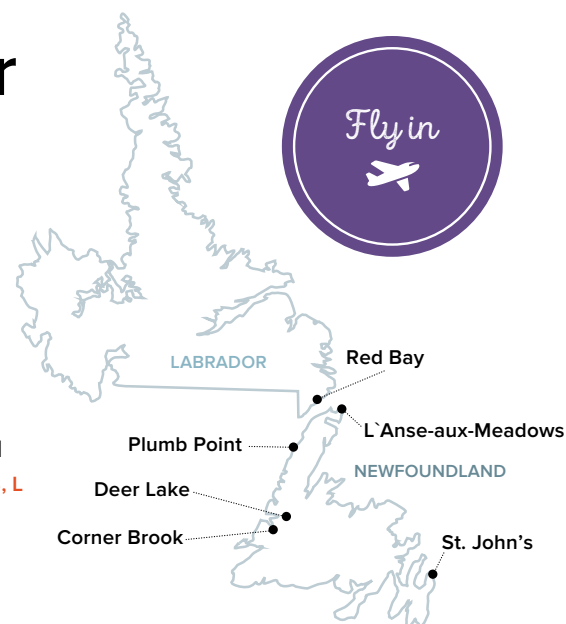 r
Fly in
LABRADOR
Red Bay
L`Anse-aux-Meadows
Plumb Point
NEWFOUNDLAND
, L
Deer Lake
Corner Brook
St. John's